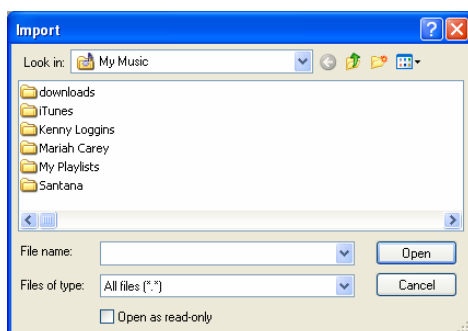 Import
Look in: My Music
downloads
iTunes
Kenny Loggins
Mariah Carey
My Playlists
Santana
File name: Open
Files of type: All files (*.*) Cancel
Open as read-only